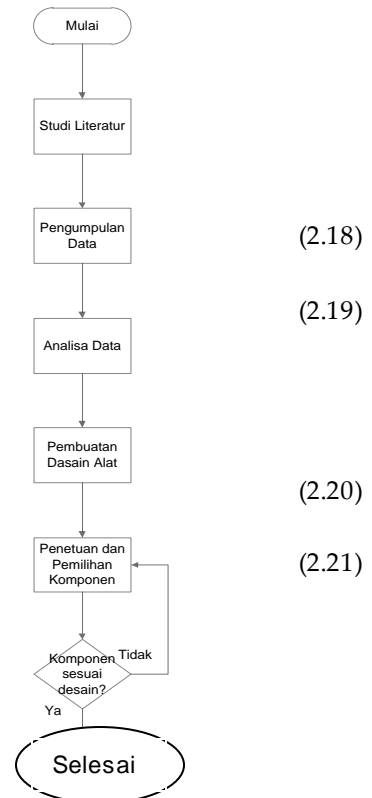 Mulai
Studi Literatur
Pengumpulan
Data
(2.18)
(2.19)
Analisa Data
Pembuatan
Dasain Alat
(2.20)
Penetuan dan
Pemilihan
Komponen
(2.21)
Komponen
sesuai
desain?
Tidak
Ya
Selesai